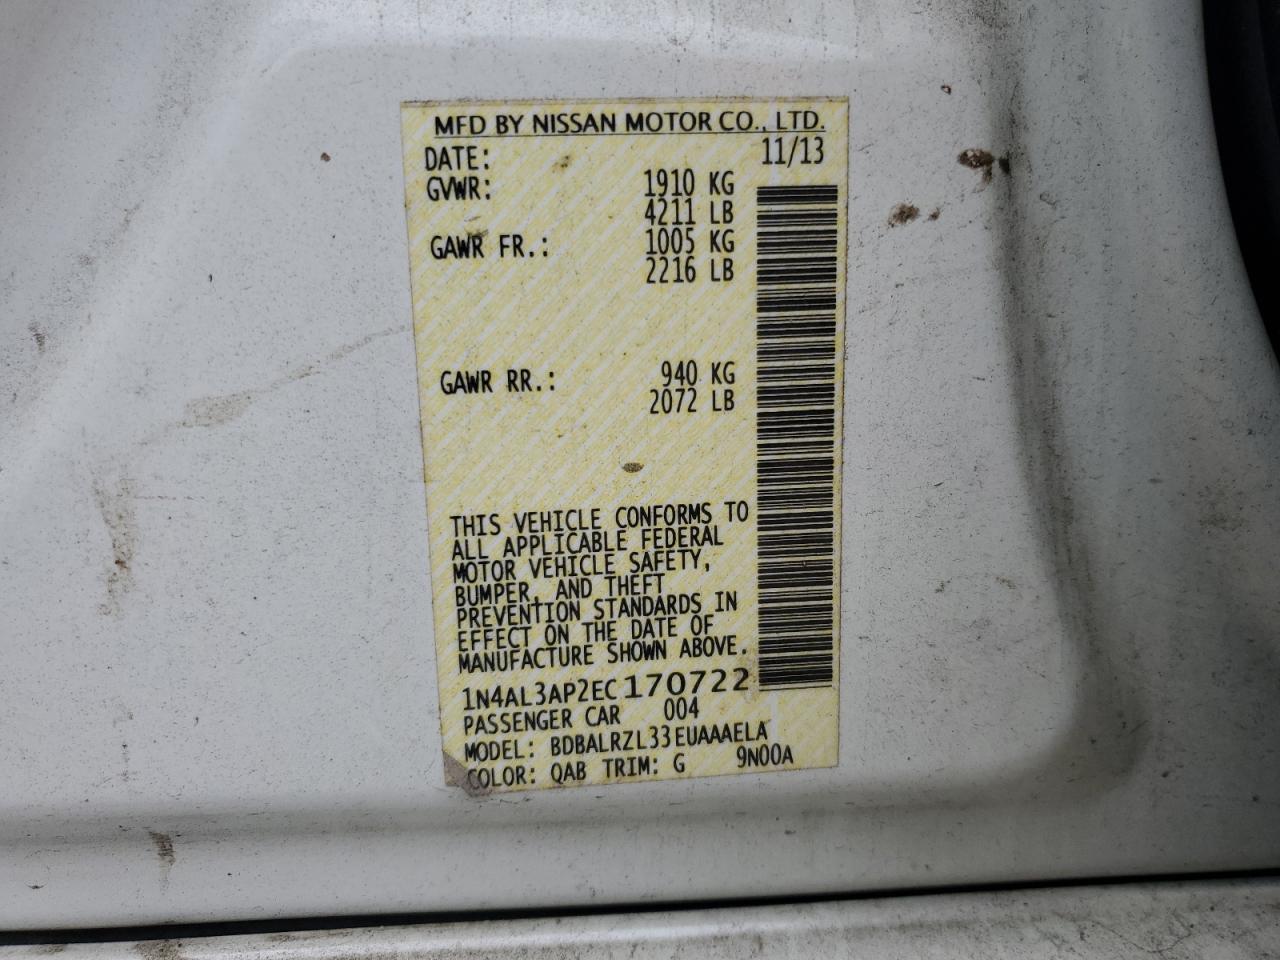 MFD BY NISSAN MOTOR CO., LTD.
DATE: 11/13
GVWR: 1910 KG
4211 LB
GAWR FR.: 1005 KG
2216 LB
GAWR RR.: 940 KG
2072 LB
THIS VEHICLE CONFORMS TO
ALL APPLICABLE FEDERAL
MOTOR VEHICLE SAFETY,
BUMPER, AND THEFT
PREVENTION STANDARDS IN
EFFECT ON THE DATE OF
MANUFACTURE SHOWN ABOVE.
1N4AL3AP2EC170722
PASSENGER CAR 004
MODEL: BDBALRZL33EUAAAELA
COLOR: QAB TRIM: G 9N00A